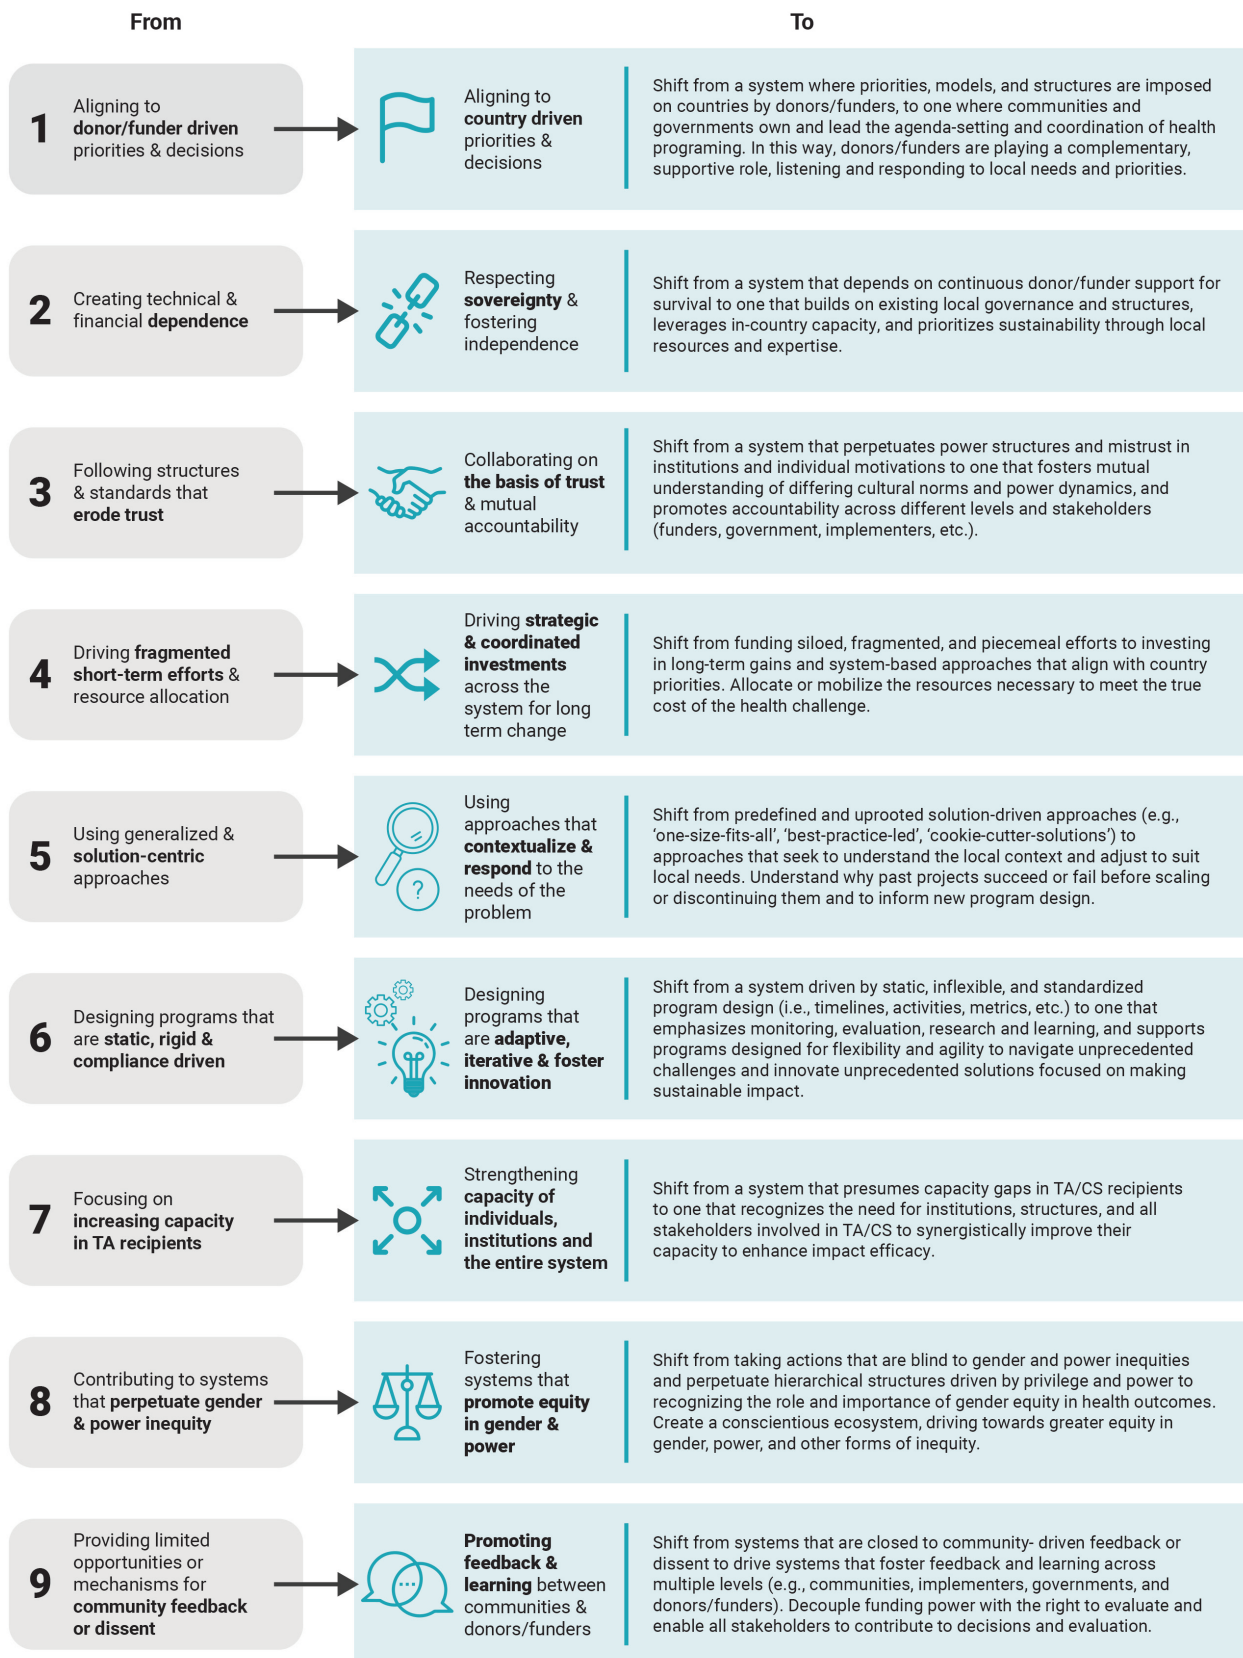 From
To
1
Aligning to
donor/funder driven
priorities & decisions
Aligning to
country driven
priorities &
decisions
Shift from a system where priorities, models, and structures are imposed
on countries by donors/funders, to one where communities and
governments own and lead the agenda-setting and coordination of health
programing. In this way, donors/funders are playing a complementary,
supportive role, listening and responding to local needs and priorities.
2
Creating technical &
financial dependence
Respecting
sovereignty &
fostering
independence
Shift from a system that depends on continuous donor/funder support for
survival to one that builds on existing local governance and structures,
leverages in-country capacity, and prioritizes sustainability through local
resources and expertise.
3
Following structures
& standards that
erode trust
Collaborating on
the basis of trust
& mutual
accountability
Shift from a system that perpetuates power structures and mistrust in
institutions and individual motivations to one that fosters mutual
understanding of differing cultural norms and power dynamics, and
promotes accountability across different levels and stakeholders
(funders, government, implementers, etc.).
4
Driving fragmented
short-term efforts &
resource allocation
Driving strategic
& coordinated
investments
across the
system for long
term change
Shift from funding siloed, fragmented, and piecemeal efforts to investing
in long-term gains and system-based approaches that align with country
priorities. Allocate or mobilize the resources necessary to meet the true
cost of the health challenge.
5
Using generalized &
solution-centric
approaches
?
Using
approaches that
contextualize &
respond to the
needs of the
problem
Shift from predefined and uprooted solution-driven approaches (e.g.,
‘one-size-fits-all’, ‘best-practice-led’, ‘cookie-cutter-solutions’) to
approaches that seek to understand the local context and adjust to suit
local needs. Understand why past projects succeed or fail before scaling
or discontinuing them and to inform new program design.
6
Designing programs that
are static, rigid &
compliance driven
Designing
programs that
are adaptive,
iterative & foster
innovation
Shift from a system driven by static, inflexible, and standardized
program design (i.e., timelines, activities, metrics, etc.) to one that
emphasizes monitoring, evaluation, research and learning, and supports
programs designed for flexibility and agility to navigate unprecedented
challenges and innovate unprecedented solutions focused on making
sustainable impact.
7
Focusing on
increasing capacity
in TA recipients
Strengthening
capacity of
individuals,
institutions and
the entire system
Shift from a system that presumes capacity gaps in TA/CS recipients
to one that recognizes the need for institutions, structures, and all
stakeholders involved in TA/CS to synergistically improve their
capacity to enhance impact efficacy.
8
Contributing to systems
that perpetuate gender
& power inequity
Fostering
systems that
promote equity
in gender &
power
Shift from taking actions that are blind to gender and power inequities
and perpetuate hierarchical structures driven by privilege and power to
recognizing the role and importance of gender equity in health outcomes.
Create a conscientious ecosystem, driving towards greater equity in
gender, power, and other forms of inequity.
9
Providing limited
opportunities or
mechanisms for
community feedback
or dissent
Promoting
feedback &
learning between
communities &
donors/funders
Shift from systems that are closed to community- driven feedback or
dissent to drive systems that foster feedback and learning across
multiple levels (e.g., communities, implementers, governments, and
donors/funders). Decouple funding power with the right to evaluate and
enable all stakeholders to contribute to decisions and evaluation.